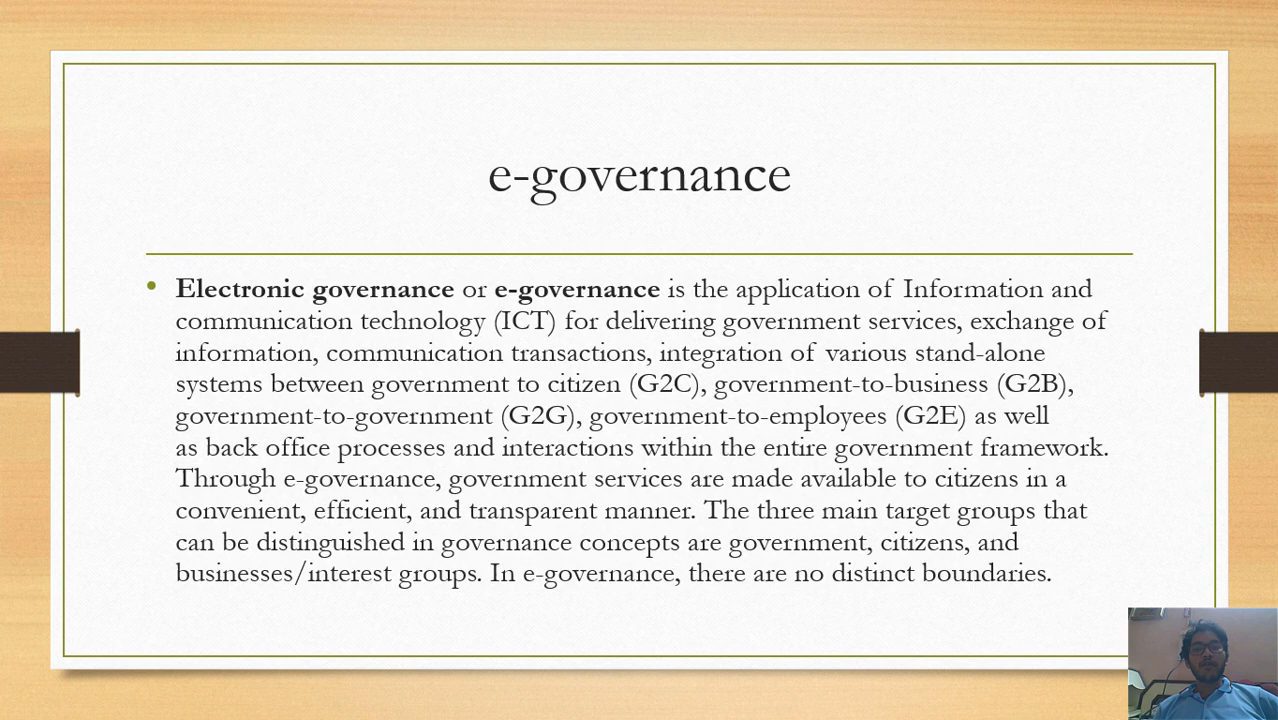 e-governance
• Electronic governance or e-governance is the application of Information and
communication technology (ICT) for delivering government services, exchange of
information, communication transactions, integration of various stand-alone
systems between government to citizen (G2C), government-to-business (G2B),
government-to-government (G2G), government-to-employees (G2E) as well
as back office processes and interactions within the entire government framework.
Through e-governance, government services are made available to citizens in a
convenient, efficient, and transparent manner. The three main target groups that
can be distinguished in governance concepts are government, citizens, and
businesses/interest groups. In e-governance, there are no distinct boundaries.